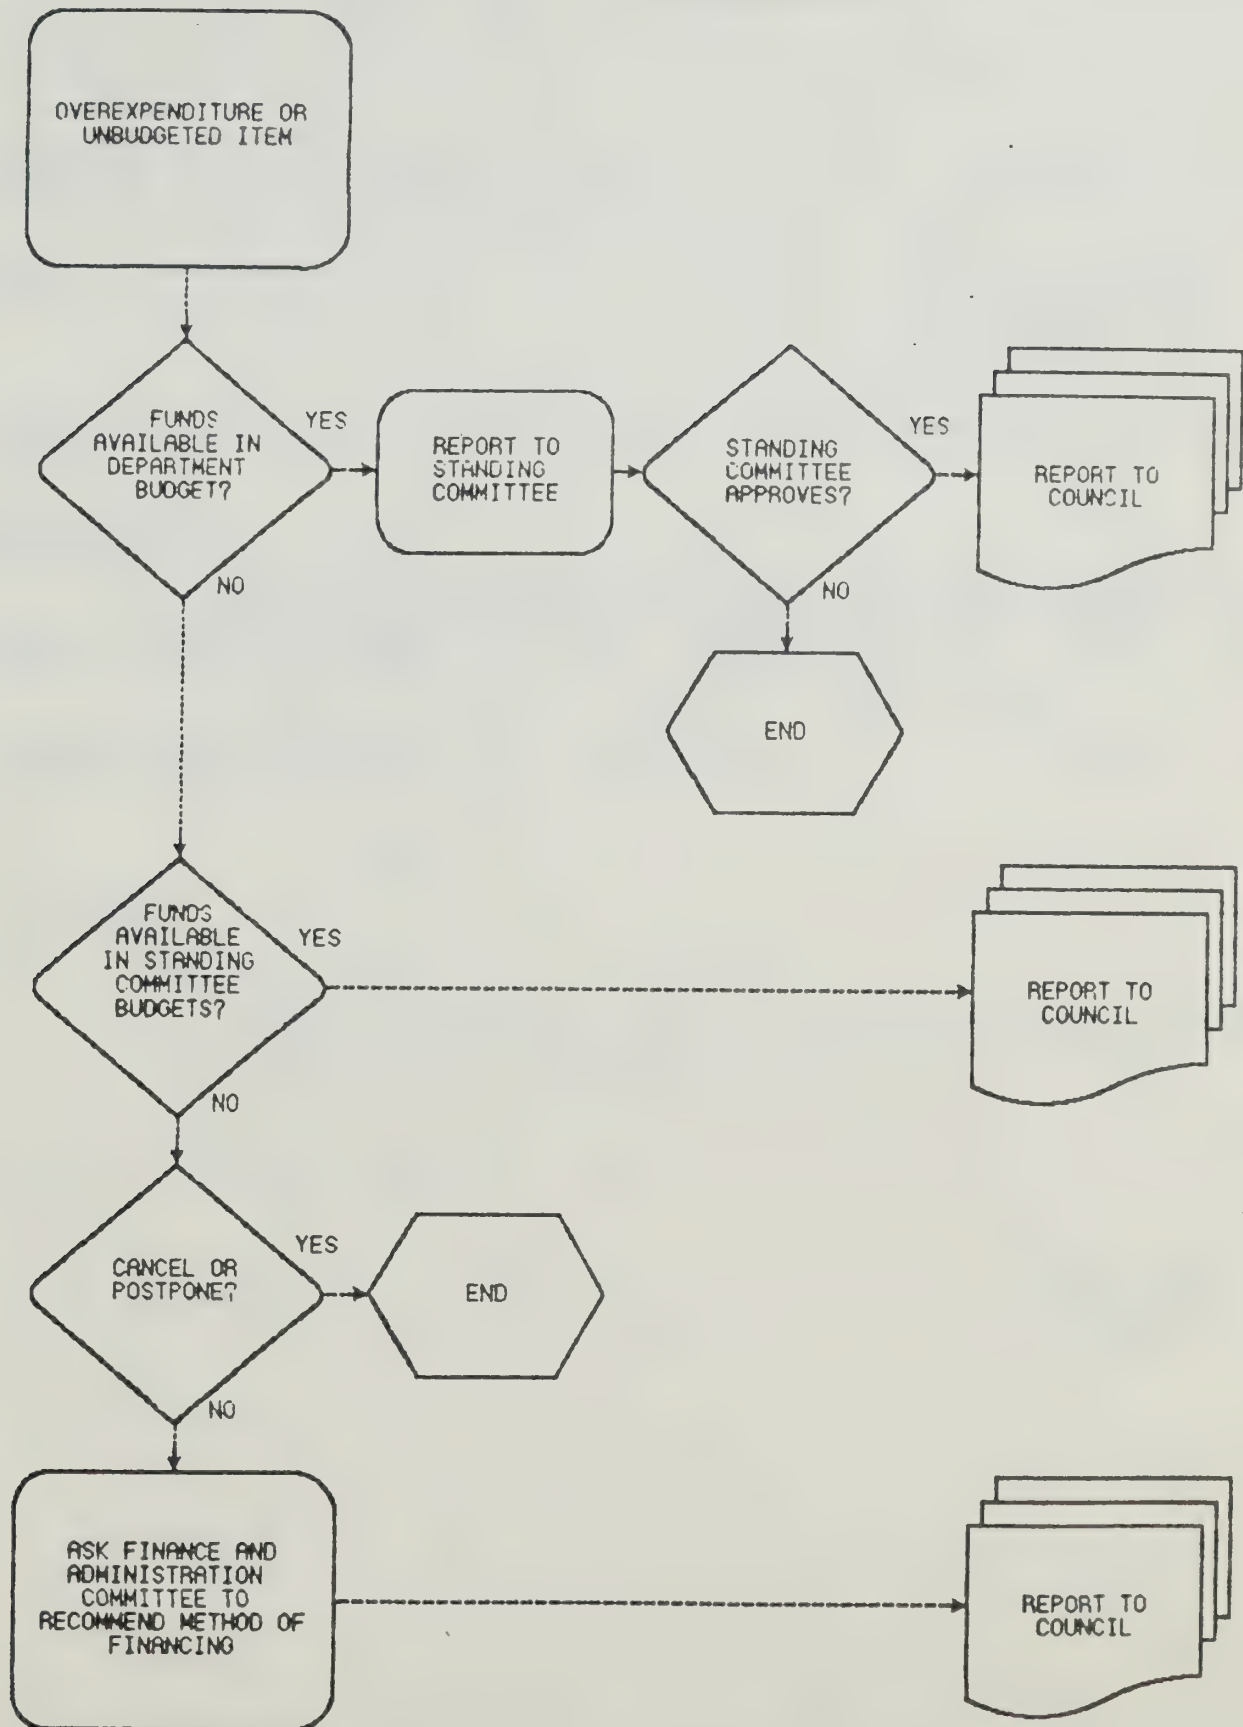 OVEREXPENDITURE OR
UNBUDGETED ITEM
FUNDS
AVAILABLE IN
DEPARTMENT
BUDGET?
YES
NO
REPORT TO
STANDING
COMMITTEE
STANDING
COMMITTEE
APPROVES?
YES
NO
REPORT TO
COUNCIL
END
FUNDS
AVAILABLE
IN STANDING
COMMITTEE
BUDGETS?
YES
NO
REPORT TO
COUNCIL
CANCEL OR
POSTPONE?
YES
NO
END
ASK FINANCE AND
ADMINISTRATION
COMMITTEE TO
RECOMMEND METHOD OF
FINANCING
REPORT TO
COUNCIL